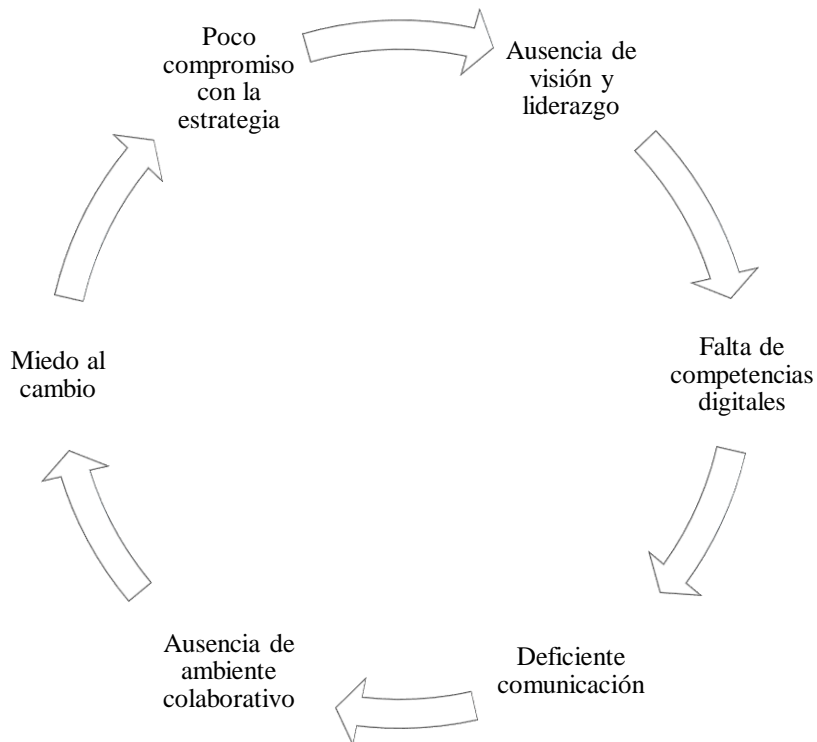 Poco
compromiso
con la
estrategia
Ausencia de
visión y
liderazgo
Falta de
competencias
digitales
Deficiente
comunicación
Ausencia de
ambiente
colaborativo
Miedo al
cambio